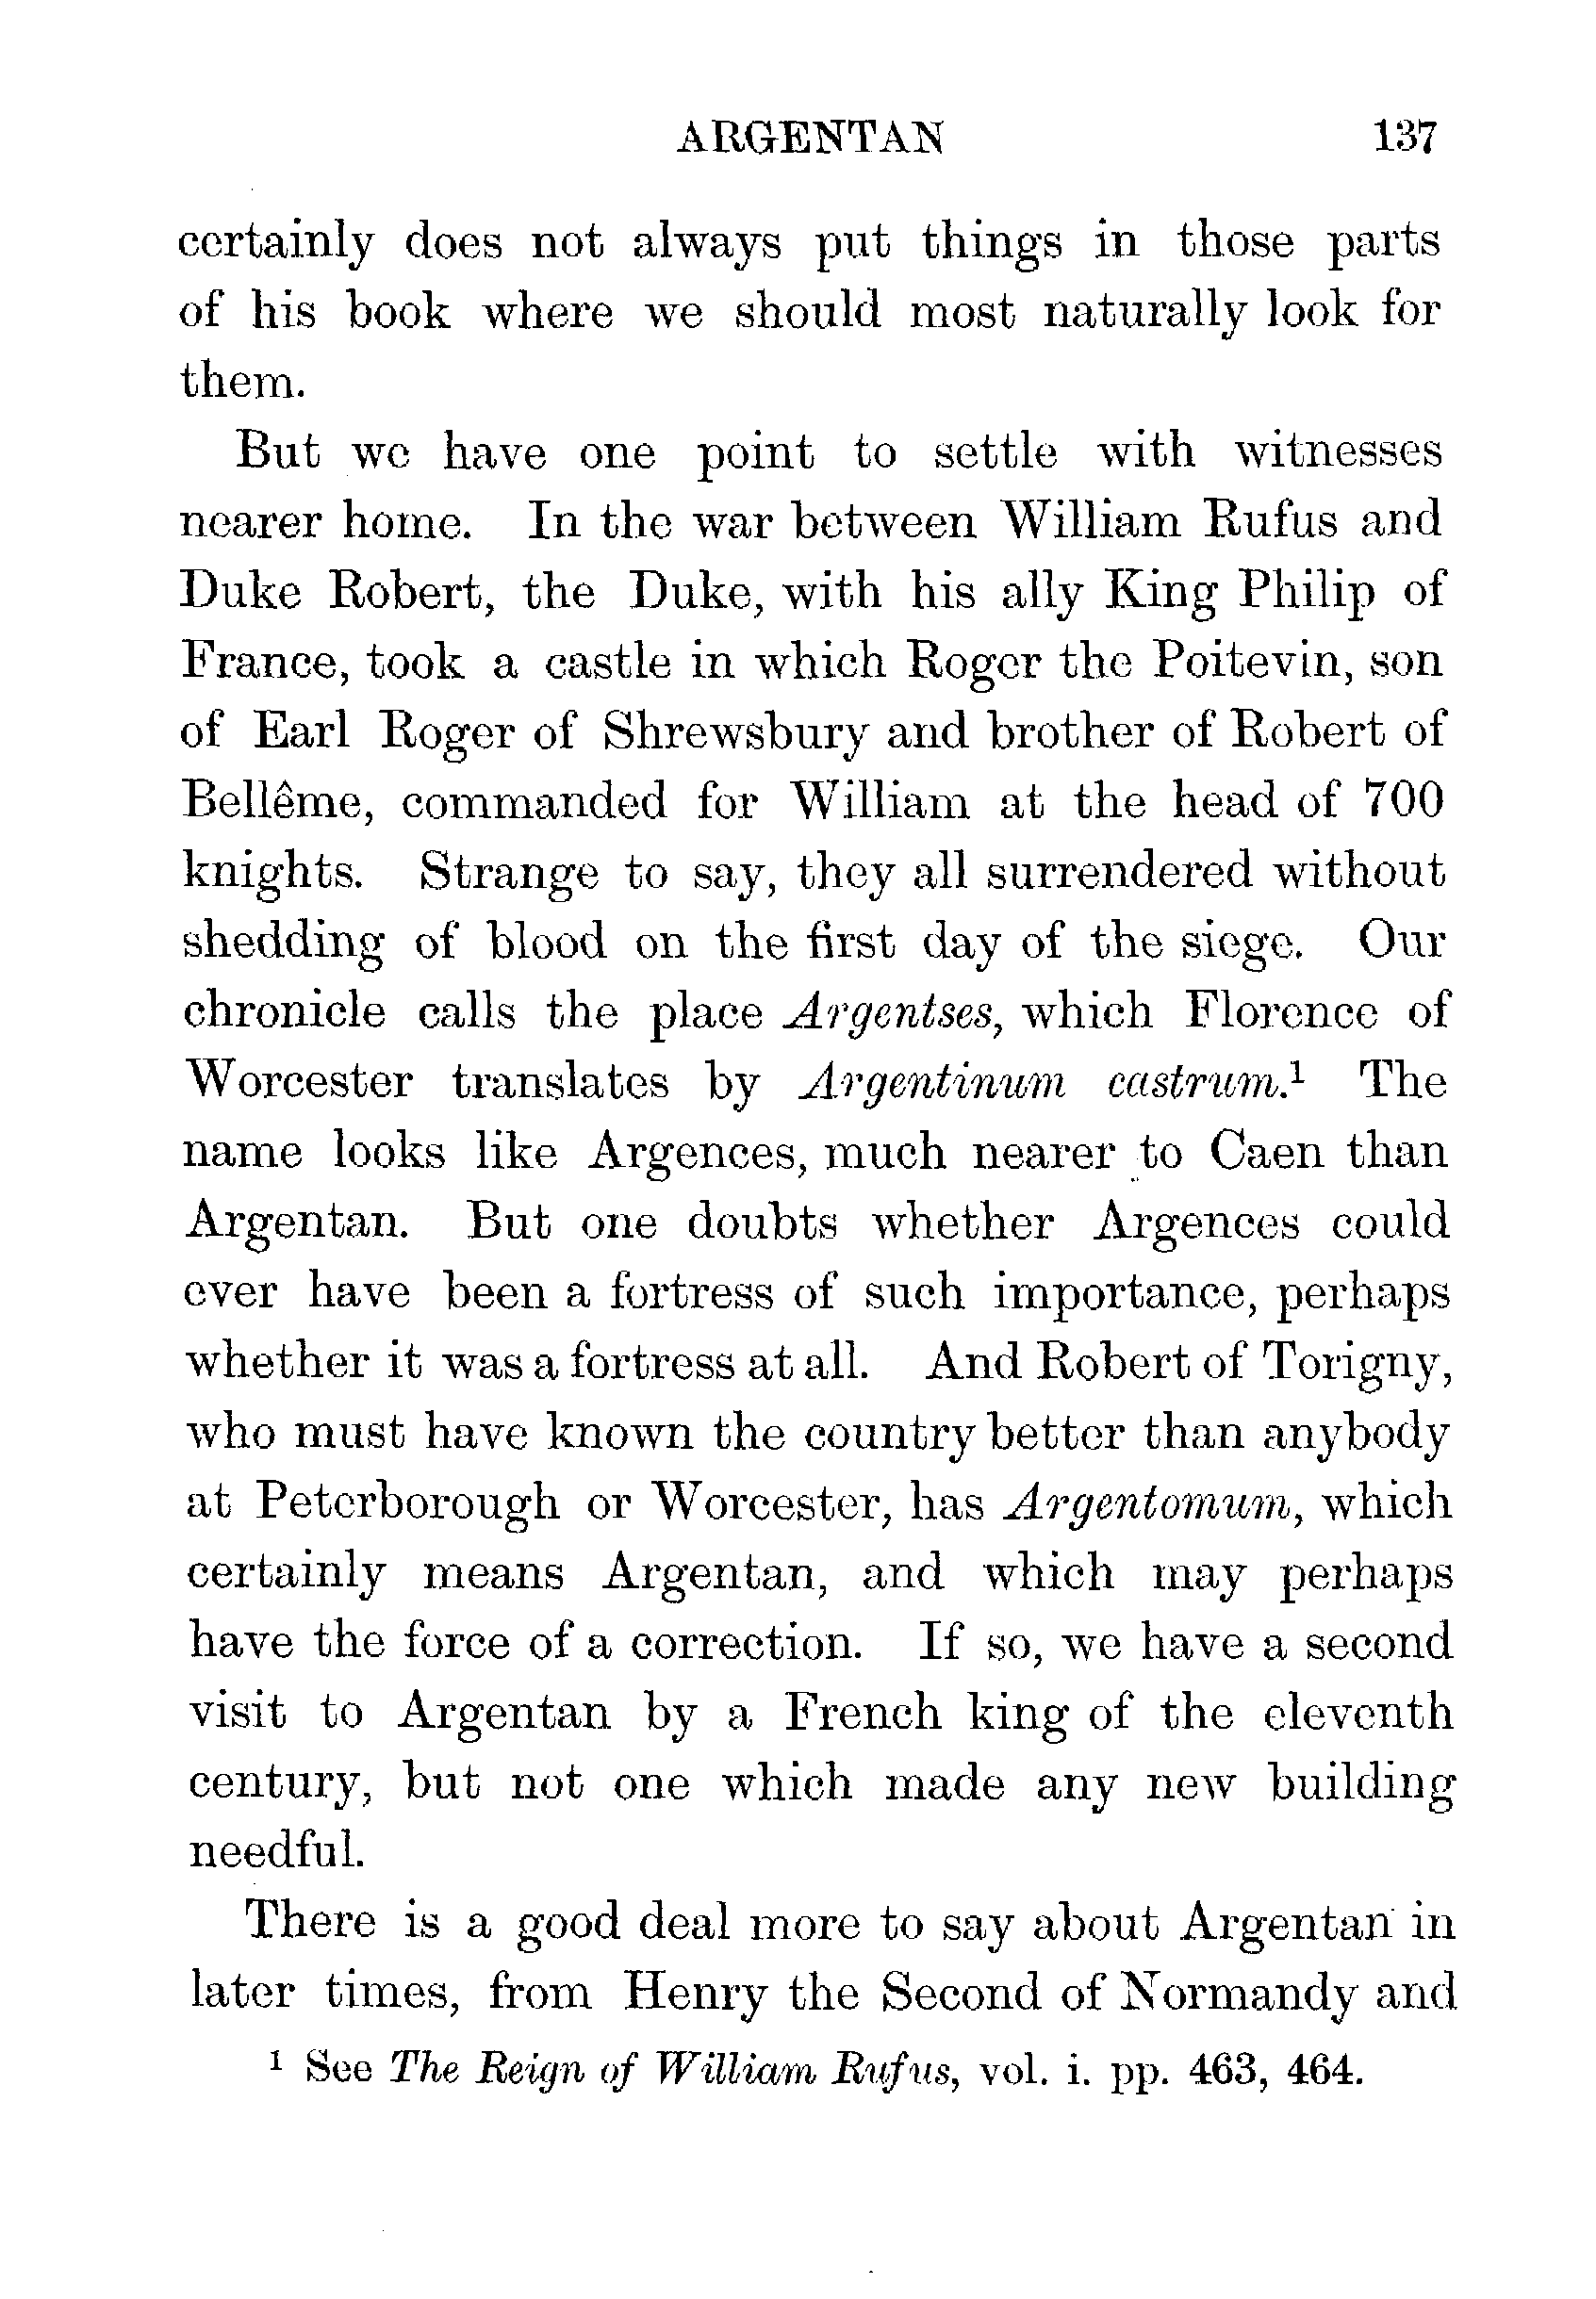 ARGENTAN 137
certainly does not always put things in those parts
of his book where we should most naturally look for
them.
But we have one point to settle with witnesses
nearer home. In the war between William Rufus and
Duke Robert, the Duke, with his ally King Philip of
France, took a castle in which Roger the Poitevin, son
of Earl Roger of Shrewsbury and brother of Robert of
Bellême, commanded for William at the head of 700
knights. Strange to say, they all surrendered without
shedding of blood on the first day of the siege. Our
chronicle calls the place Argentses, which Florence of
Worcester translates by Argentinum castrum.¹ The
name looks like Argences, much nearer to Caen than
Argentan. But one doubts whether Argences could
ever have been a fortress of such importance, perhaps
whether it was a fortress at all. And Robert of Torigny,
who must have known the country better than anybody
at Peterborough or Worcester, has Argentomum, which
certainly means Argentan, and which may perhaps
have the force of a correction. If so, we have a second
visit to Argentan by a French king of the eleventh
century, but not one which made any new building
needful.
There is a good deal more to say about Argentan in
later times, from Henry the Second of Normandy and
¹ See The Reign of William Rufus, vol. i. pp. 463, 464.